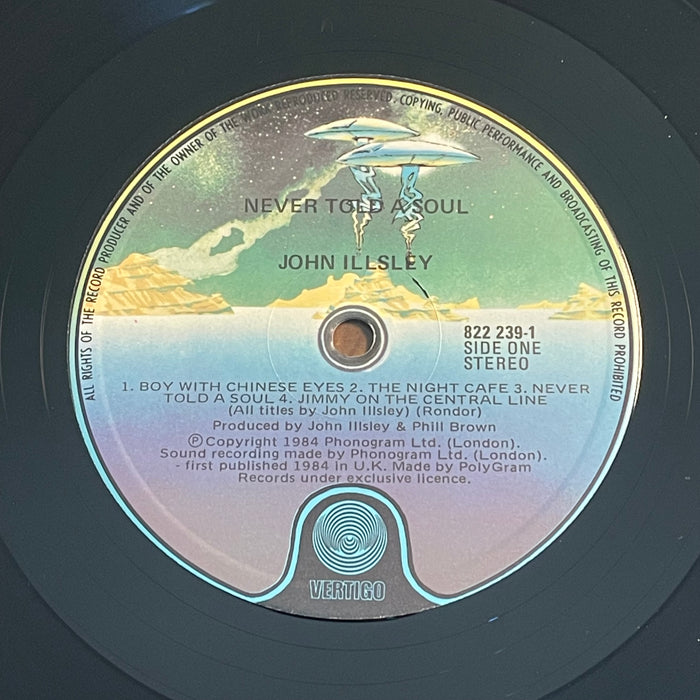 ALL RIGHTS OF THE RECORD PRODUCER AND OF THE OWNER OF THE WORK REPRODUCED RESERVED. COPYING, PUBLIC PERFORMANCE AND BROADCASTING OF THIS RECORD PROHIBITED
NEVER TOLD A SOUL
JOHN ILLSLEY
822 239-1
SIDE ONE
STEREO
1. BOY WITH CHINESE EYES 2. THE NIGHT CAFE 3. NEVER
TOLD A SOUL 4. JIMMY ON THE CENTRAL LINE
(All titles by John Illsley) (Rondor)
Produced by John Illsley & Phill Brown
Ⓟ Copyright 1984 Phonogram Ltd. (London).
Sound recording made by Phonogram Ltd. (London).
- first published 1984 in U.K. Made by PolyGram
Records under exclusive licence.
VERTIGO